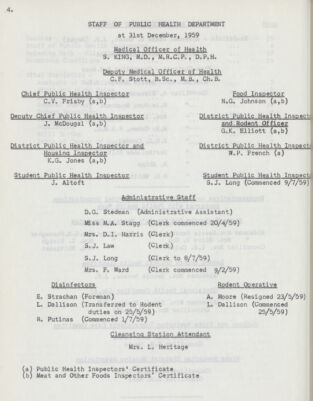 4.
STAFF OF PUBLIC HEALTH DEPARTMENT
at 31st December, 1959
Medical Officer of Health
S. KING, M.D., M.R.C.P., D.P.H.
Deputy Medical Officer of Health
C.F. Stott, B.Sc., M.B., Ch.B.
Chief Public Health Inspector
C.V. Frisby (a,b)
Food Inspector
N.G. Johnson (a,b)
Deputy Chief Public Health Inspector
J. McDougal (a,b)
District Public Health Inspect
and Rodent Officer
G.K. Elliott (a,b)
District Public Health Inspector and
Housing Inspector
K.G. Jones (a,b)
District Public Health Inspect
W.P. French (a)
Student Public Health Inspector
J. Altoft
Student Public Health Inspect
S.J. Long (Commenced 9/7/59)
Administrative Staff
D.G. Stedman (Administrative Assistant)
Miss M.A. Stagg (Clerk commenced 20/4/59)
Mrs. D.I. Harris (Clerk)
S.J. Law (Clerk)
S.J. Long (Clerk to 8/7/59)
Mrs. F. Ward (Clerk commenced 9/2/59)
Disinfectors
E. Strachan (Foreman)
L. Dallison (Transferred to Rodent
duties on 25/5/59)
R. Putinas (Commenced 1/7/59)
Rodent Operative
A. Moore (Resigned 23/5/59)
L. Dallison (Commenced
25/5/59)
Cleansing Station Attendant
Mrs. L. Heritage
(a) Public Health Inspectors' Certificate
(b) Meat and Other Foods Inspectors' Certificate